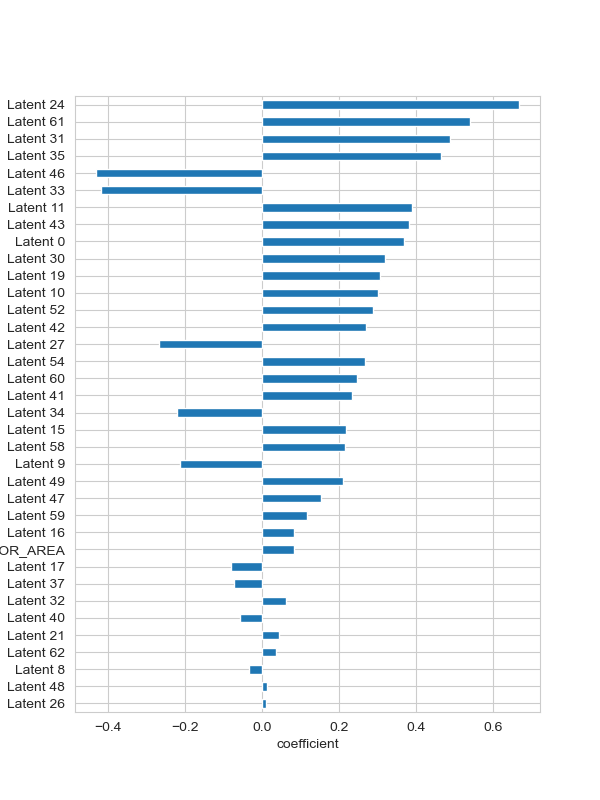 Latent 24
Latent 61
Latent 31
Latent 35
Latent 46
Latent 33
Latent 11
Latent 43
Latent 0
Latent 30
Latent 19
Latent 10
Latent 52
Latent 42
Latent 27
Latent 54
Latent 60
Latent 41
Latent 34
Latent 15
Latent 58
Latent 9
Latent 49
Latent 47
Latent 59
Latent 16
OR_AREA
Latent 17
Latent 37
Latent 32
Latent 40
Latent 21
Latent 62
Latent 8
Latent 48
Latent 26
−0.4 −0.2 0.0 0.2 0.4 0.6
coefficient